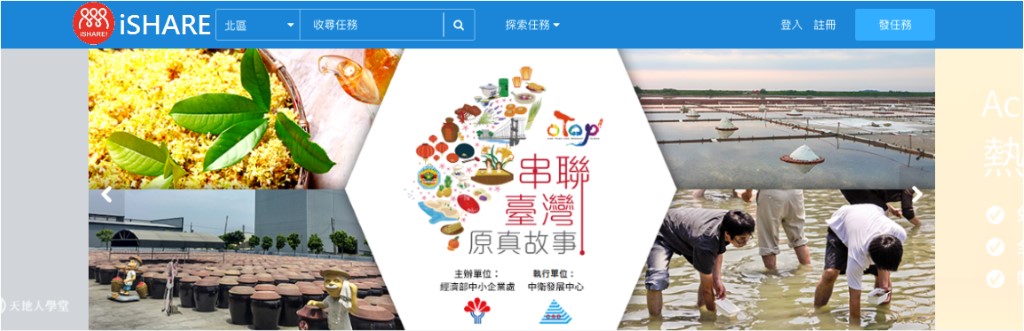 iSHARE!
iSHARE
北區
收尋任務
探索任務
登入
註冊
發任務
oTop
串聯
臺灣
原真故事
主辦單位：
經濟部中小企業處
執行單位：
中衛發展中心
天地人學堂
Ac
熱